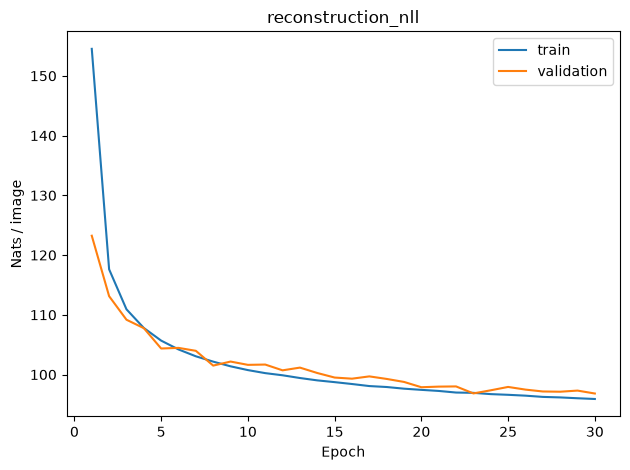 reconstruction_nll
train
validation
Nats / image
150
140
130
120
110
100
0 5 10 15 20 25 30
Epoch